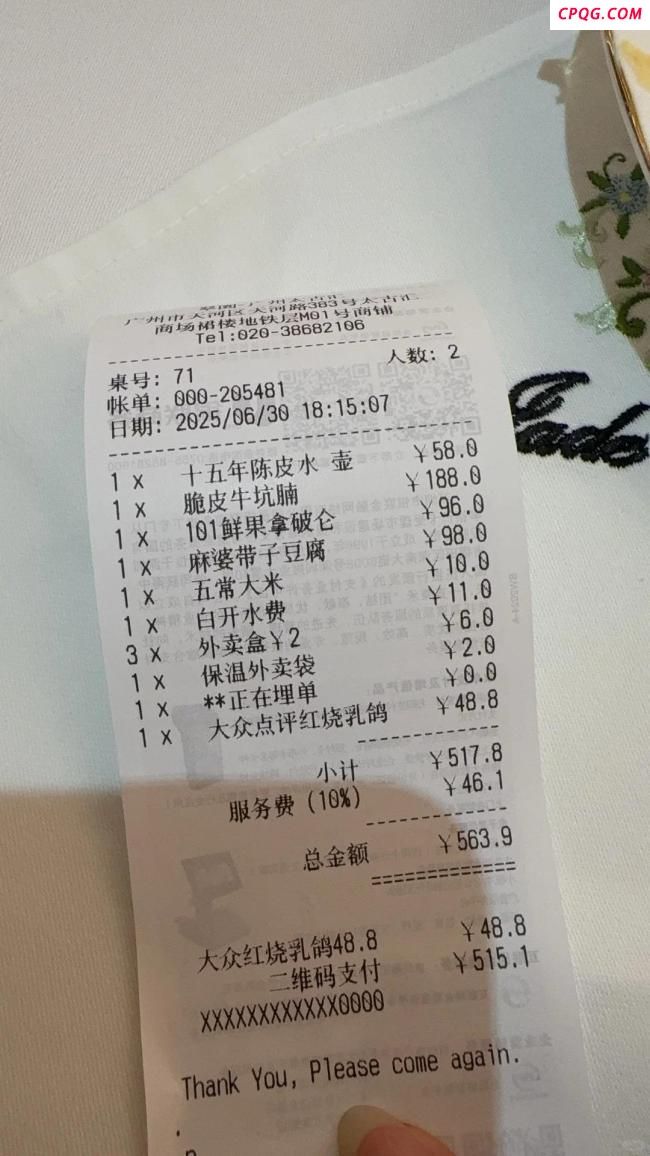 CPQG.COM
广州市天河区天河路383号太古汇
商场裙楼地铁层M01号商铺
Tel:020-38682106
桌号: 71 人数: 2
帐单: 000-205481
日期: 2025/06/30 18:15:07
1 x 十五年陈皮水 壶 ￥58.0
1 x 脆皮牛坑腩 ￥188.0
1 x 101鲜果拿破仑 ￥96.0
1 x 麻婆带子豆腐 ￥98.0
1 x 五常大米 ￥10.0
1 x 白开水费 ￥11.0
3 x 外卖盒￥2 ￥6.0
1 x 保温外卖袋 ￥2.0
1 x **正在埋单 ￥0.0
1 x 大众点评红烧乳鸽 ￥48.8
小计 ￥517.8
服务费(10%) ￥46.1
总金额 ￥563.9
大众红烧乳鸽48.8 ￥48.8
二维码支付 ￥515.1
XXXXXXXXXXXX0000
Thank You, Please come again.
Jade